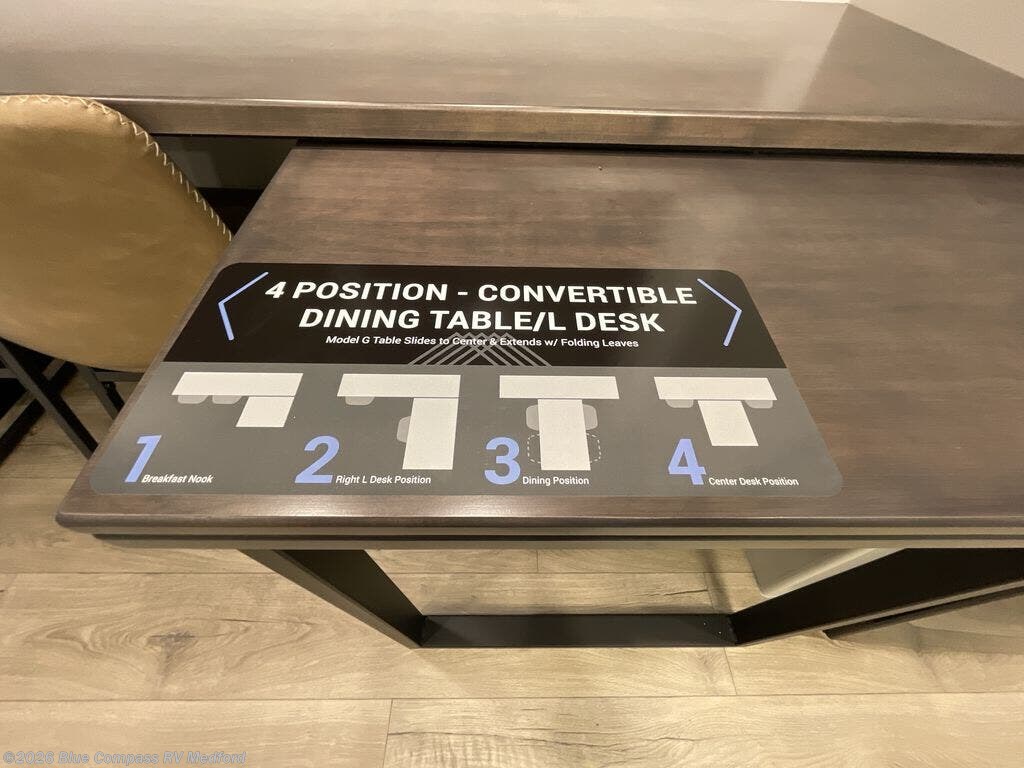 4 POSITION - CONVERTIBLE
DINING TABLE/L DESK
Model G Table Slides to Center & Extends w/ Folding Leaves
1 Breakfast Nook
2 Right L Desk Position
3 Dining Position
4 Center Desk Position
©2026 Blue Compass RV Medford